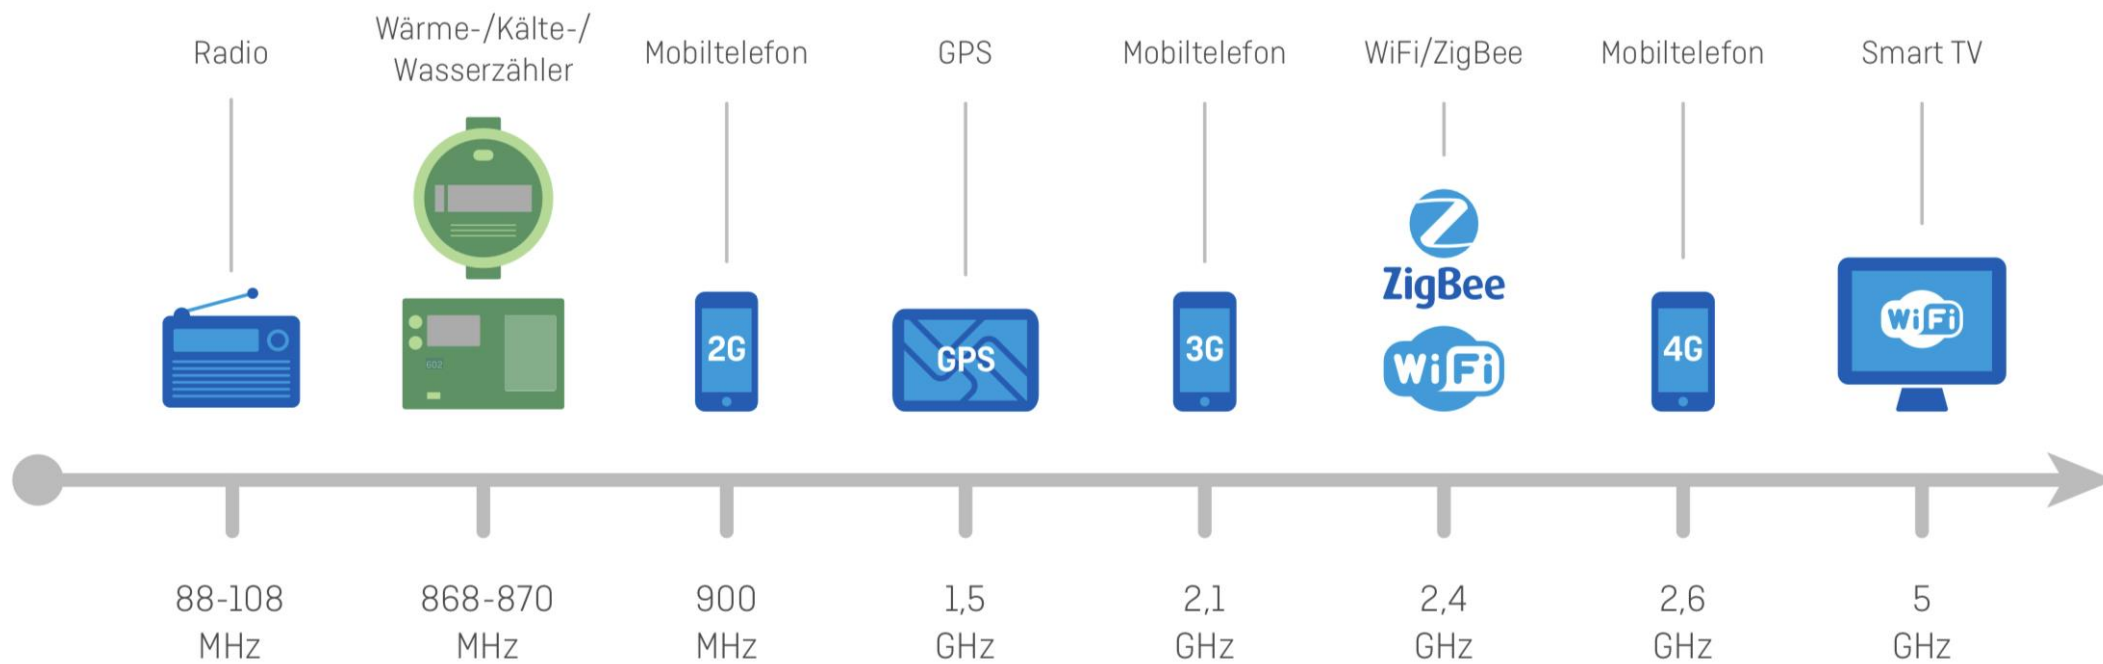 Radio
Wärme-/Kälte-/
Wasserzähler
Mobiltelefon
GPS
Mobiltelefon
WiFi/ZigBee
Mobiltelefon
Smart TV
602
2G
GPS
3G
Z
ZigBee
WiFi
4G
WiFi
88-108
MHz
868-870
MHz
900
MHz
1,5
GHz
2,1
GHz
2,4
GHz
2,6
GHz
5
GHz